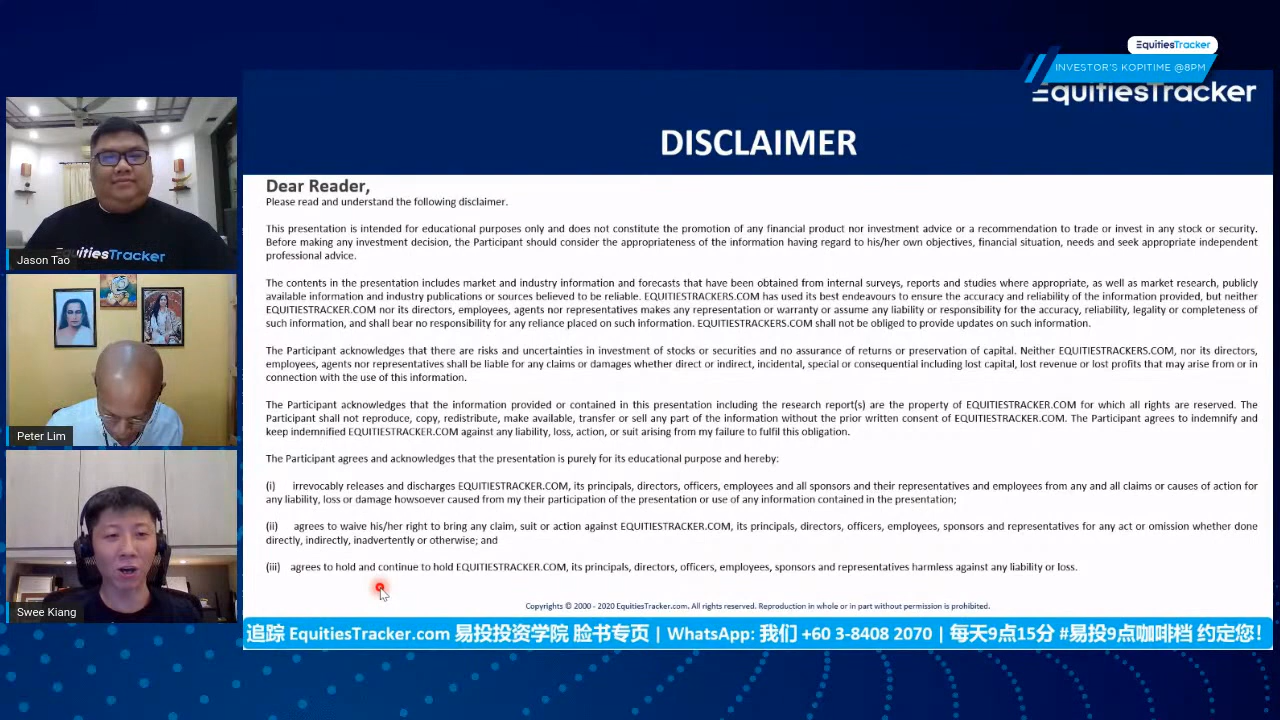 EquitiesTracker
INVESTOR'S KOPITIME @8PM
EquitiesTracker
DISCLAIMER
Dear Reader,
Please read and understand the following disclaimer.
This presentation is intended for educational purposes only and does not constitute the promotion of any financial product nor investment advice or a recommendation to trade or invest in any stock or security.
Before making any investment decision, the Participant should consider the appropriateness of the information having regard to his/her own objectives, financial situation, needs and seek appropriate independent
professional advice.
The contents in the presentation includes market and industry information and forecasts that have been obtained from internal surveys, reports and studies where appropriate, as well as market research, publicly
available information and industry publications or sources believed to be reliable. EQUITIESTRACKERS.COM has used its best endeavours to ensure the accuracy and reliability of the information provided, but neither
EQUITIESTRACKER.COM nor its directors, employees, agents nor representatives makes any representation or warranty or assume any liability or responsibility for the accuracy, reliability, legality or completeness of
such information, and shall bear no responsibility for any reliance placed on such information. EQUITIESTRACKERS.COM shall not be obliged to provide updates on such information.
The Participant acknowledges that there are risks and uncertainties in investment of stocks or securities and no assurance of returns or preservation of capital. Neither EQUITIESTRACKERS.COM, nor its directors,
employees, agents nor representatives shall be liable for any claims or damages whether direct or indirect, incidental, special or consequential including lost capital, lost revenue or lost profits that may arise from or in
connection with the use of this information.
The Participant acknowledges that the information provided or contained in this presentation including the research report(s) are the property of EQUITIESTRACKER.COM for which all rights are reserved. The
Participant shall not reproduce, copy, redistribute, make available, transfer or sell any part of the information without the prior written consent of EQUITIESTRACKER.COM. The Participant agrees to indemnify and
keep indemnified EQUITIESTRACKER.COM against any liability, loss, action, or suit arising from my failure to fulfil this obligation.
The Participant agrees and acknowledges that the presentation is purely for its educational purpose and hereby:
(i) irrevocably releases and discharges EQUITIESTRACKER.COM, its principals, directors, officers, employees and all sponsors and their representatives and employees from any and all claims or causes of action for
any liability, loss or damage howsoever caused from my their participation of the presentation or use of any information contained in the presentation;
(ii) agrees to waive his/her right to bring any claim, suit or action against EQUITIESTRACKER.COM, its principals, directors, officers, employees, sponsors and representatives for any act or omission whether done
directly, indirectly, inadvertently or otherwise; and
(iii) agrees to hold and continue to hold EQUITIESTRACKER.COM, its principals, directors, officers, employees, sponsors and representatives harmless against any liability or loss.
Copyrights © 2000 - 2020 EquitiesTracker.com. All rights reserved. Reproduction in whole or in part without permission is prohibited.
追踪 EquitiesTracker.com 易投投资学院 脸书专页 | WhatsApp: 我们 +60 3-8408 2070 | 每天9点15分 #易投9点咖啡档 约定您!
EquitiesTracker
Jason Tao
Peter Lim
Swee Kiang